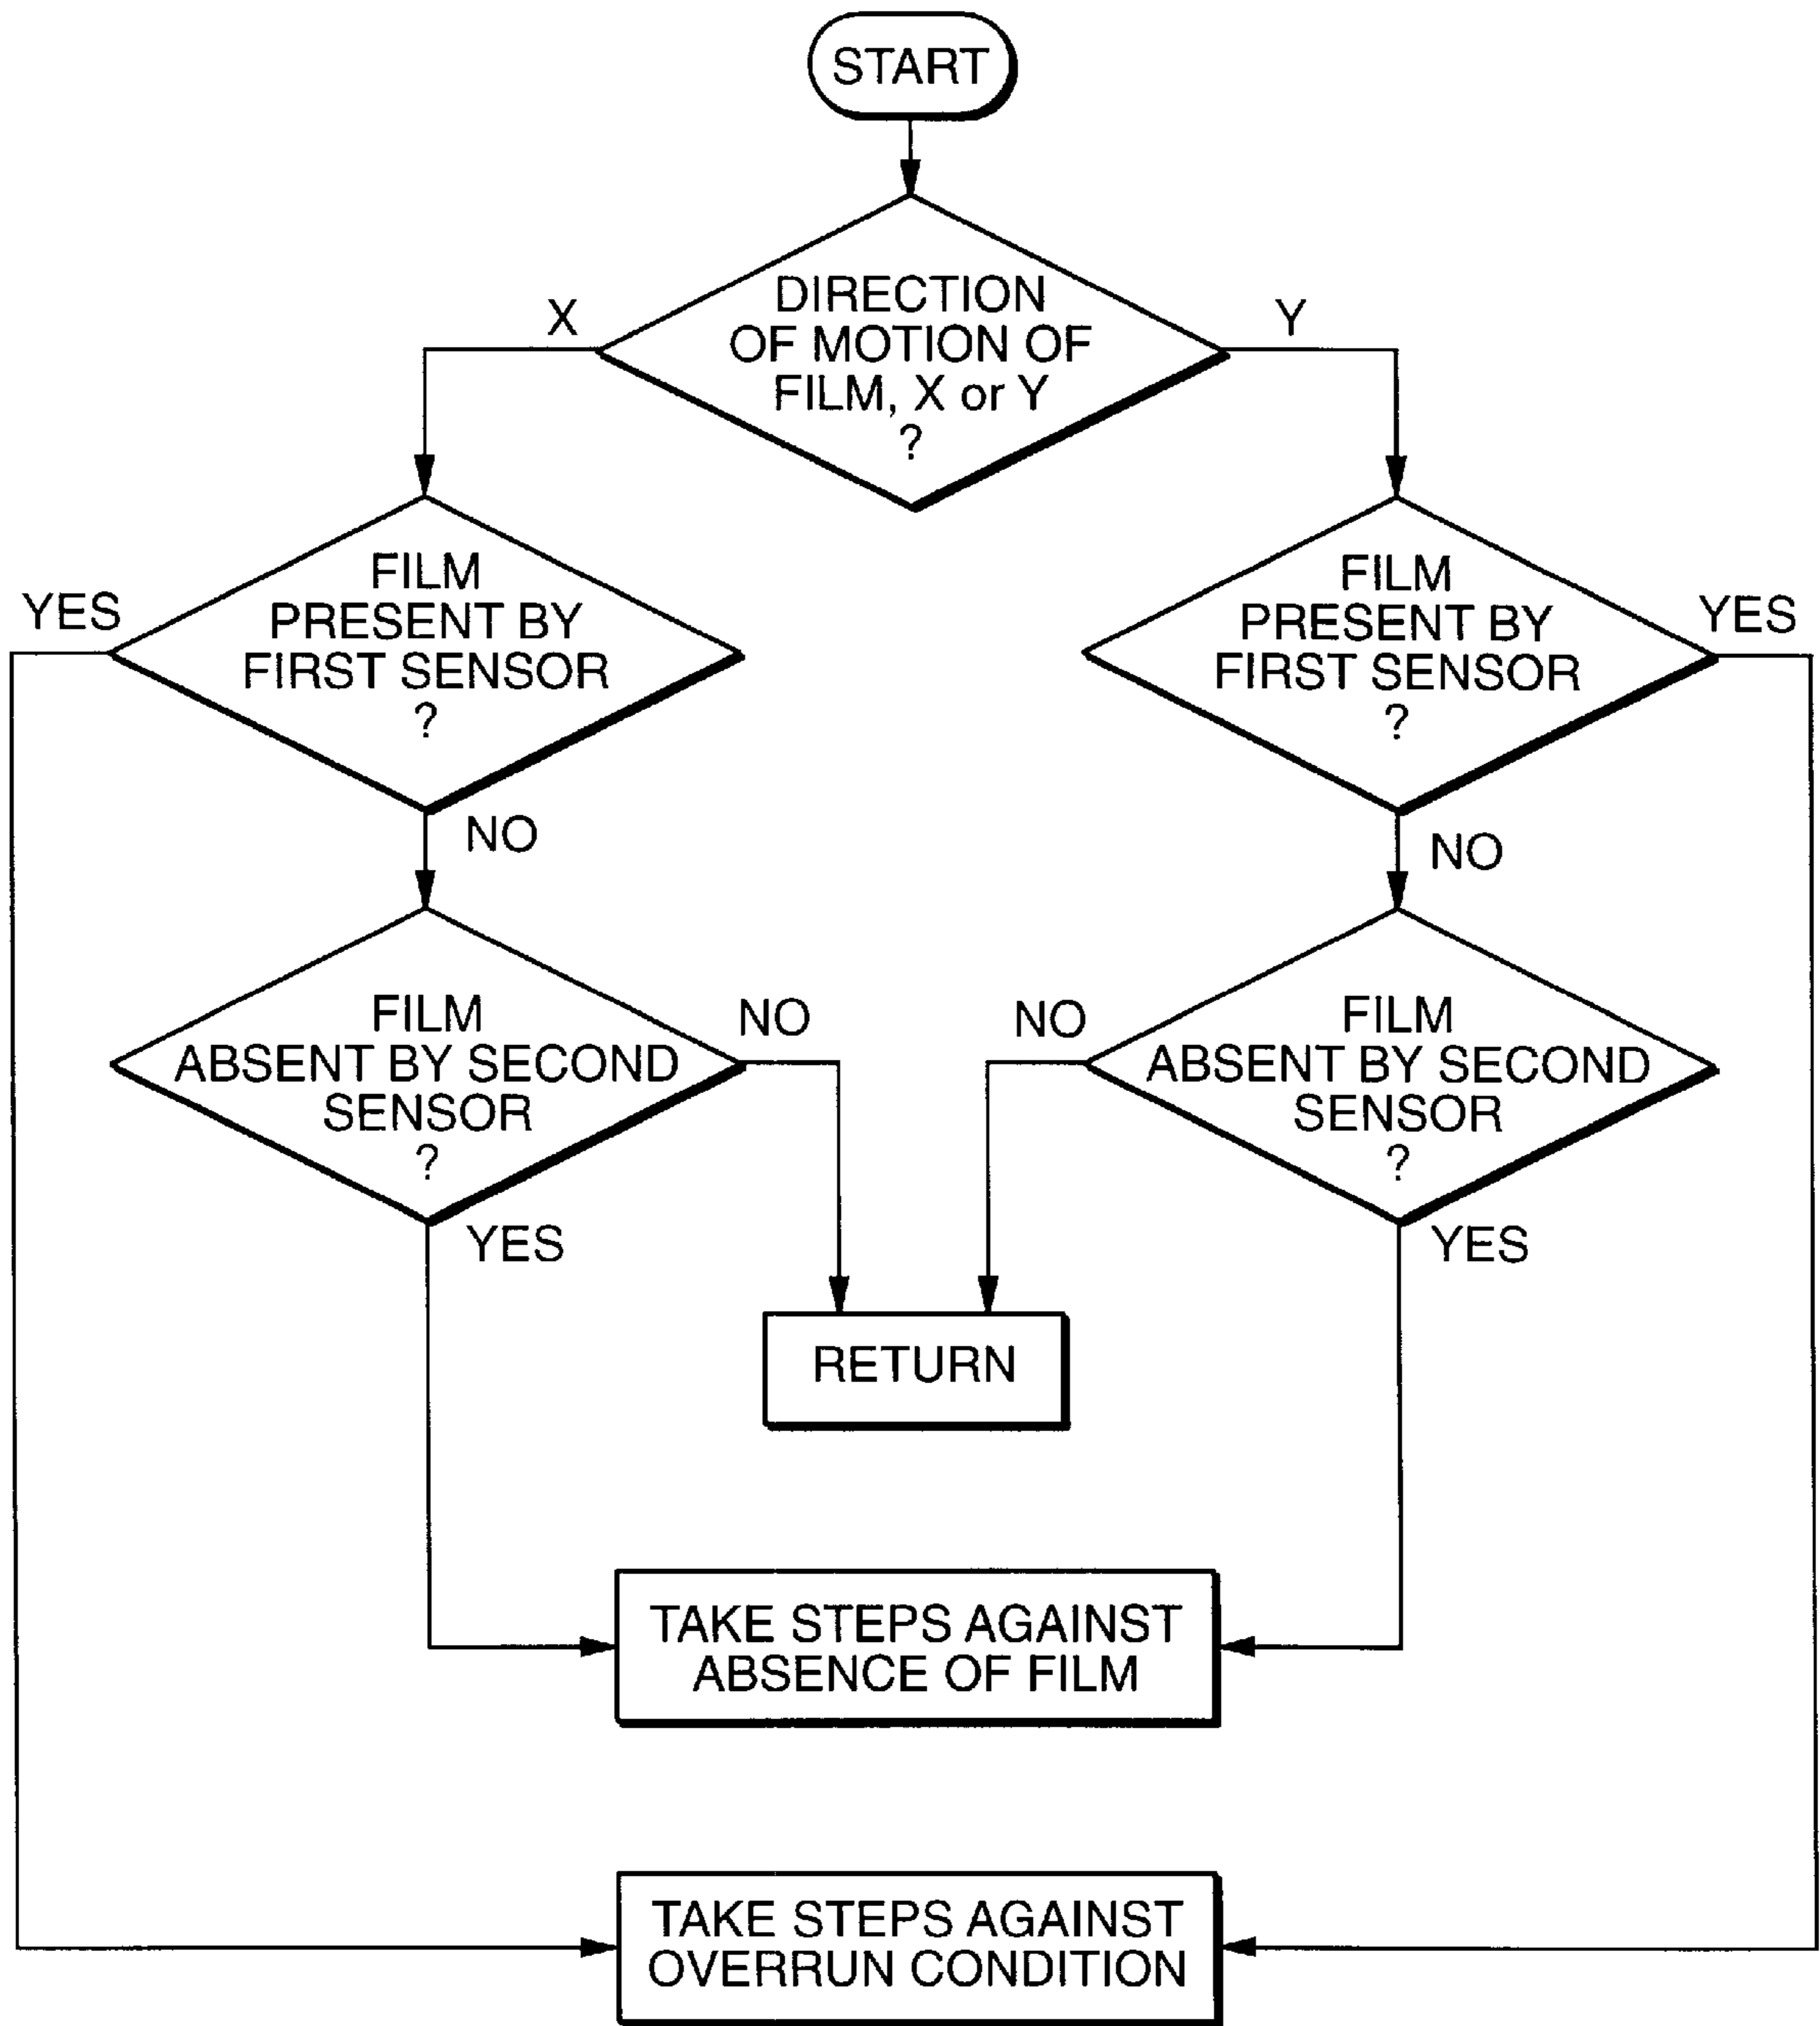 START
DIRECTION
OF MOTION OF
FILM, X or Y
?
X
Y
FILM
PRESENT BY
FIRST SENSOR
?
YES
NO
FILM
PRESENT BY
FIRST SENSOR
?
YES
NO
FILM
ABSENT BY SECOND
SENSOR
?
NO
YES
FILM
ABSENT BY SECOND
SENSOR
?
NO
YES
RETURN
TAKE STEPS AGAINST
ABSENCE OF FILM
TAKE STEPS AGAINST
OVERRUN CONDITION